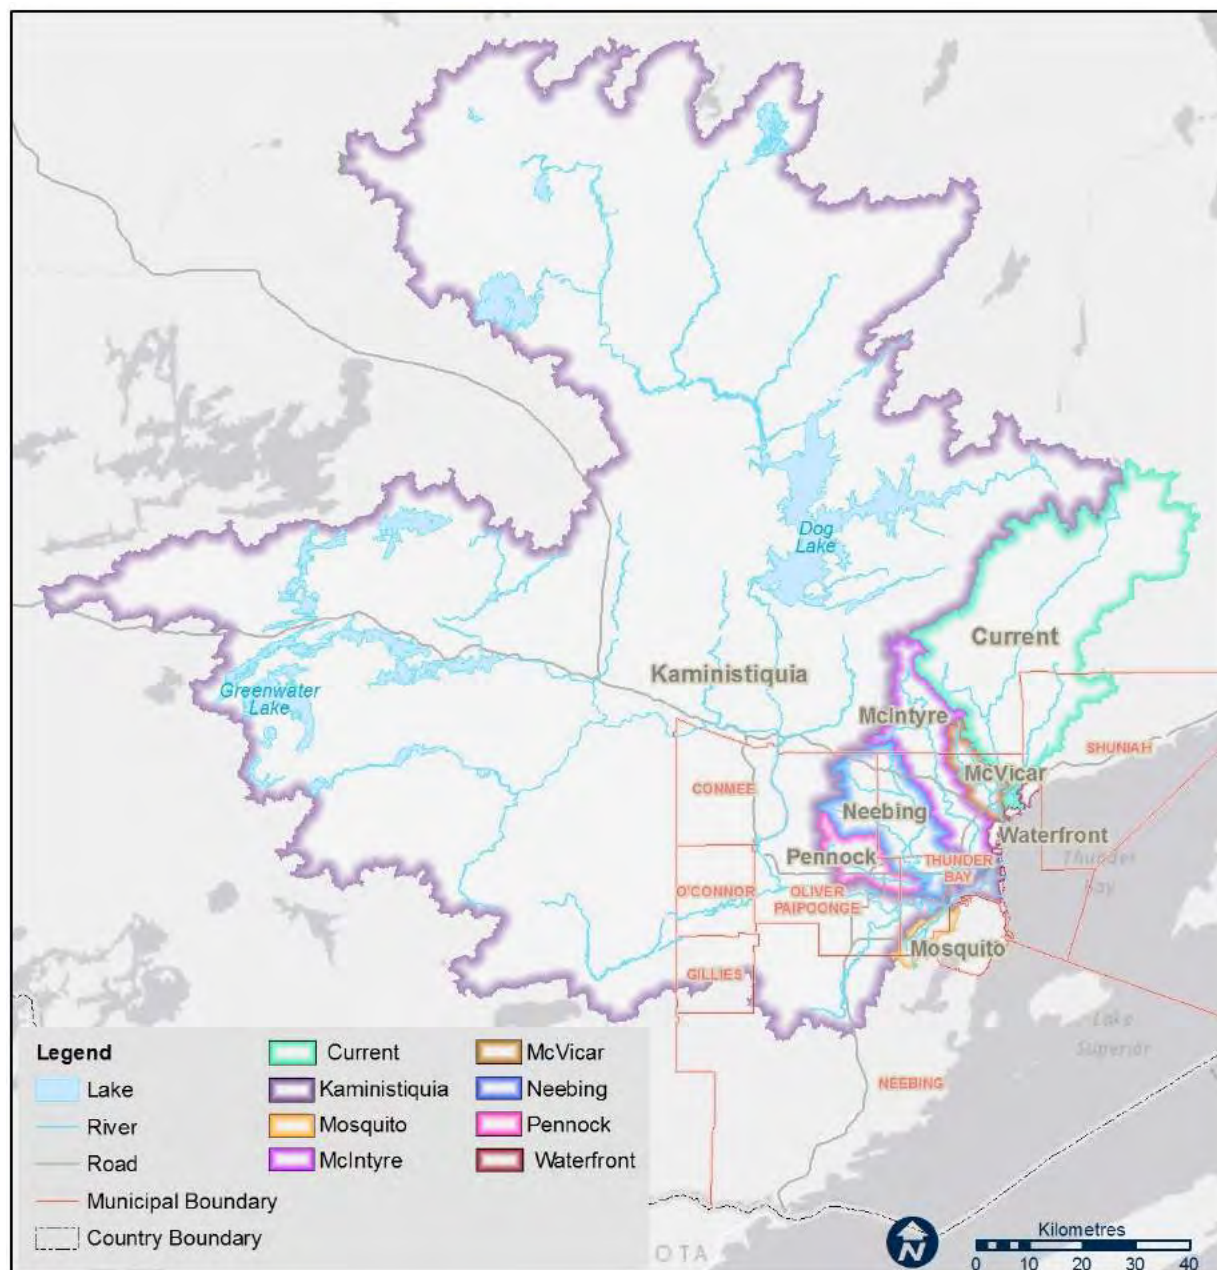 Dog
Lake
Current
Kaministiquia
Greenwater
Lake
McIntyre
SHUNIAH
McVicar
CONMEE
Neebing
Waterfront
Pennock
THUNDER
BAY
Thunder
Bay
O'CONNOR
OLIVER
PAIPOONGE
Mosquito
GILLIES
Lake
Superior
NEEBING
Legend
Lake
River
Road
Municipal Boundary
Country Boundary
Current
Kaministiquia
Mosquito
McIntyre
McVicar
Neebing
Pennock
Waterfront
OTA
N
Kilometres
0 10 20 30 40